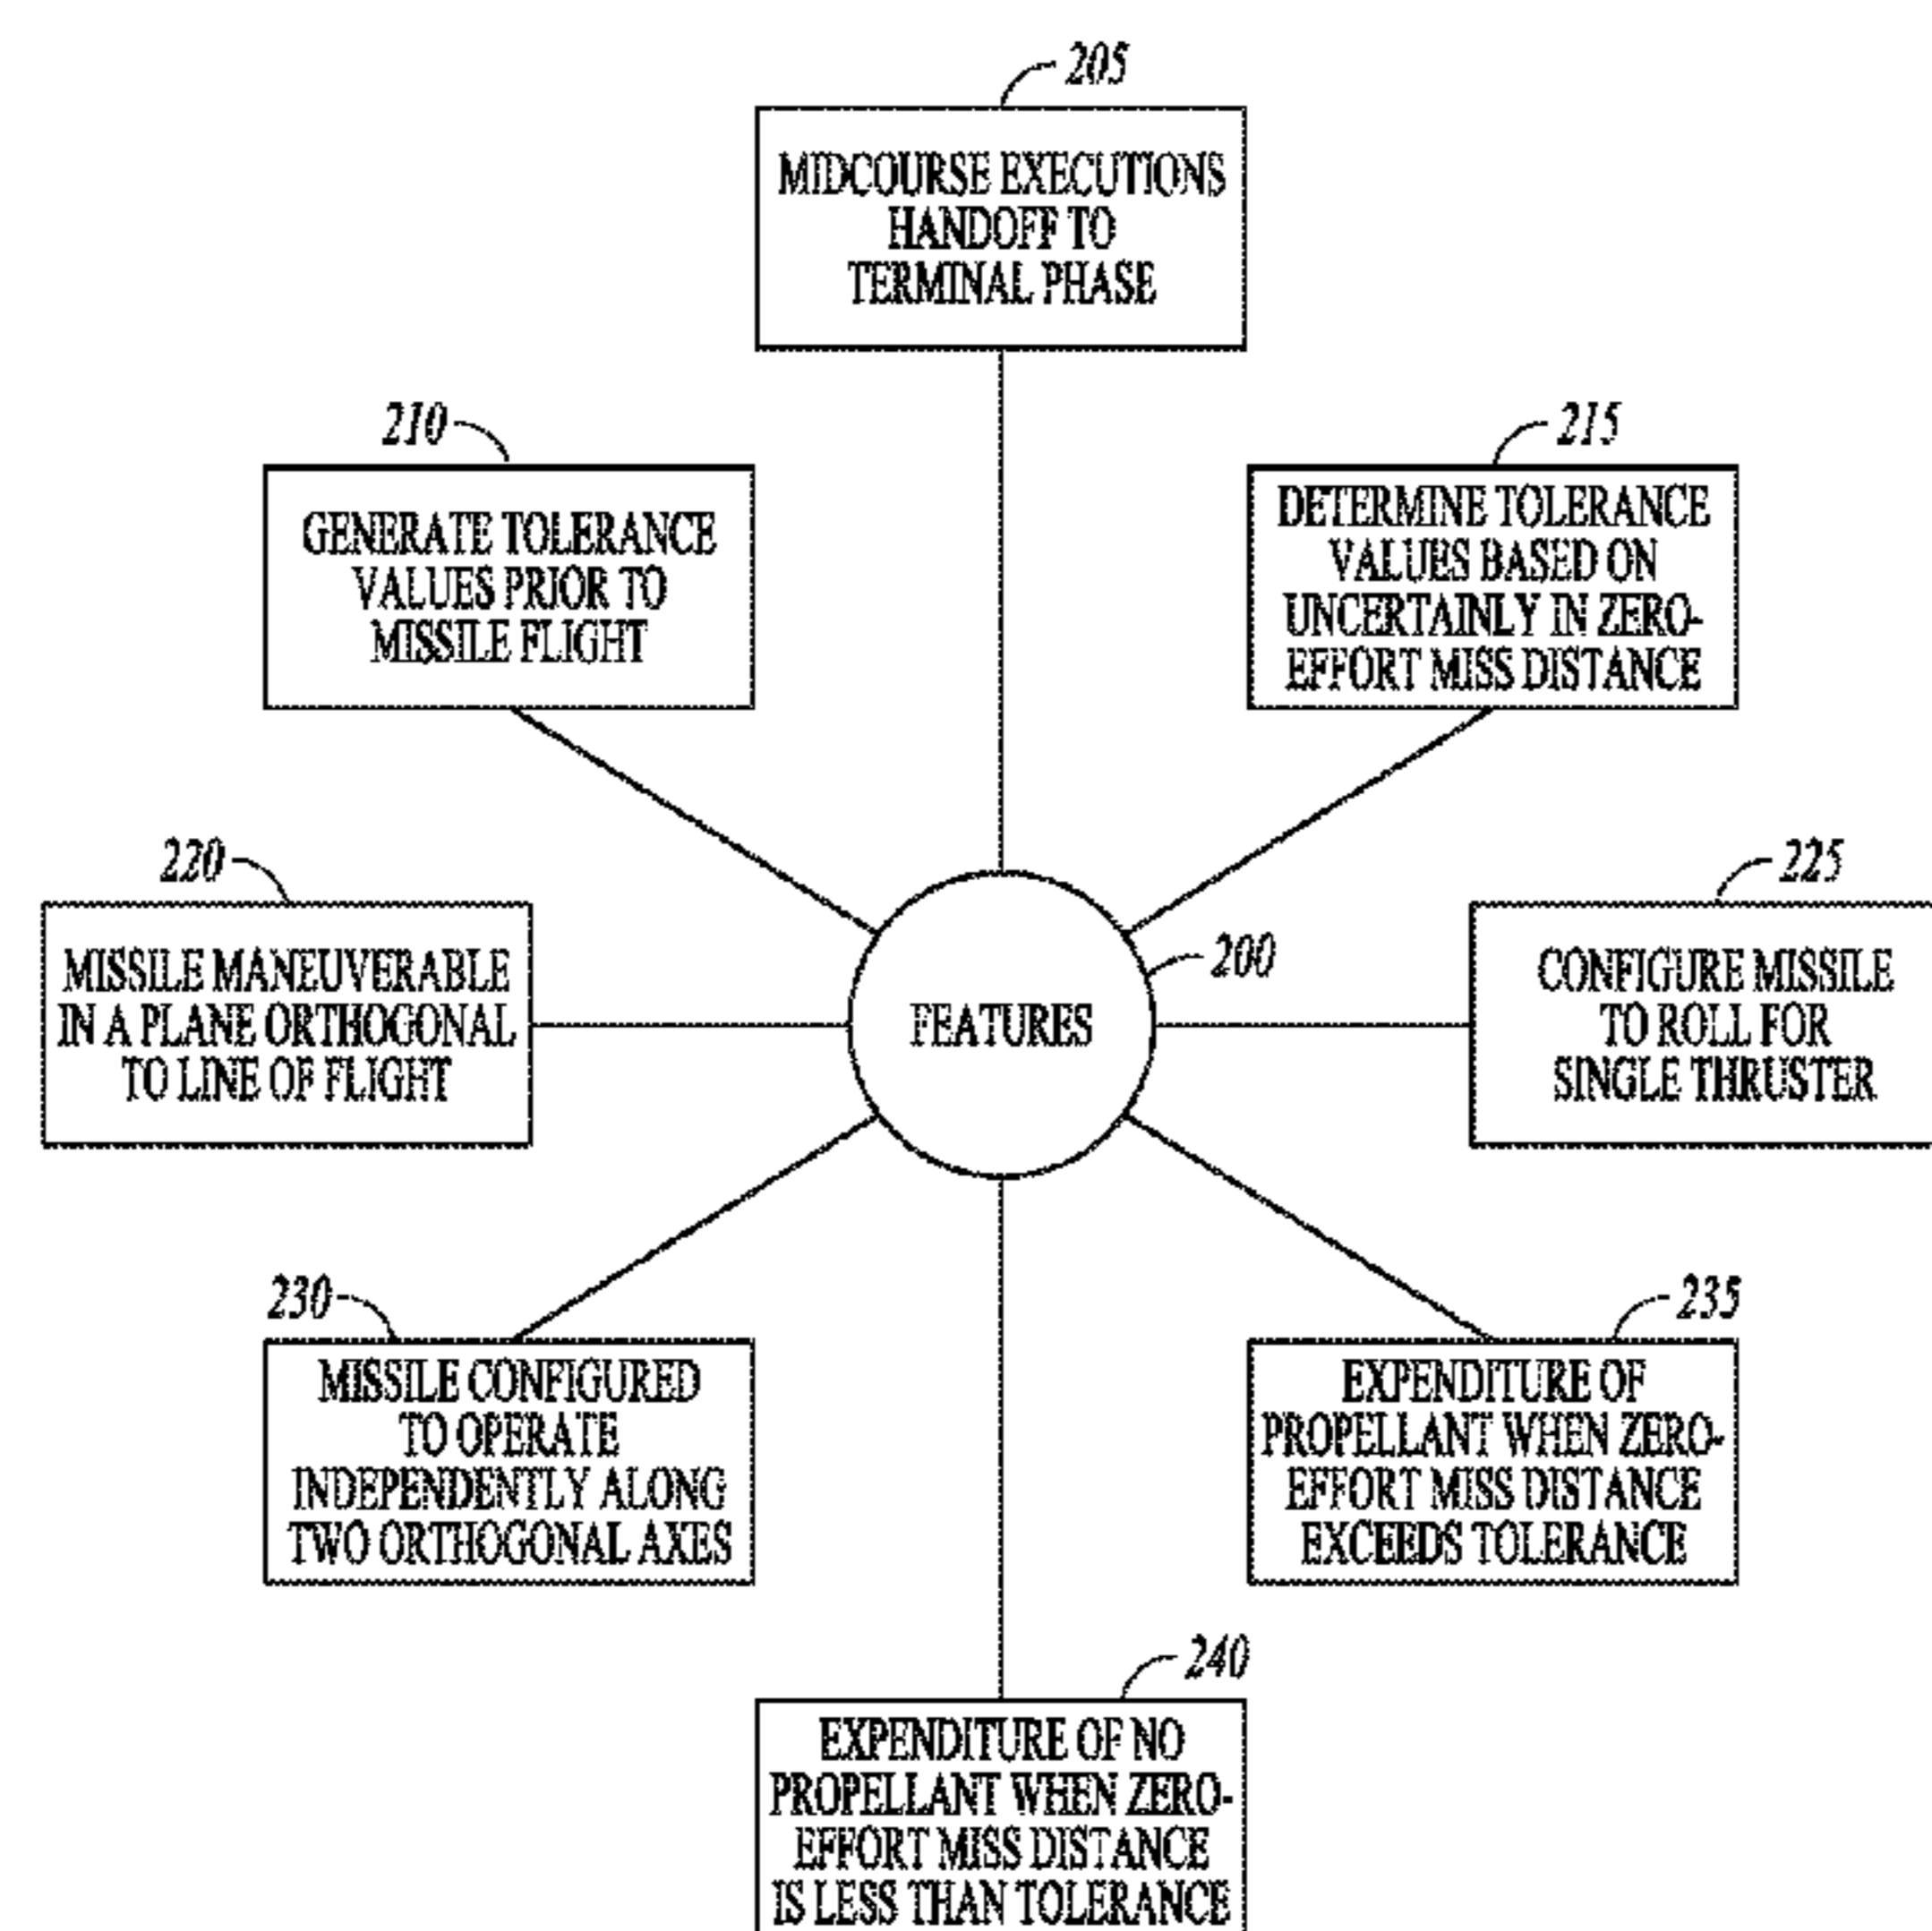 205
MIDCOURSE EXECUTIONS
HANDOFF TO
TERMINAL PHASE
210
GENERATE TOLERANCE
VALUES PRIOR TO
MISSILE FLIGHT
215
DETERMINE TOLERANCE
VALUES BASED ON
UNCERTAINLY IN ZERO-
EFFORT MISS DISTANCE
220
MISSILE MANEUVERABLE
IN A PLANE ORTHOGONAL
TO LINE OF FLIGHT
200
FEATURES
225
CONFIGURE MISSILE
TO ROLL FOR
SINGLE THRUSTER
230
MISSILE CONFIGURED
TO OPERATE
INDEPENDENTLY ALONG
TWO ORTHOGONAL AXES
235
EXPENDITURE OF
PROPELLANT WHEN ZERO-
EFFORT MISS DISTANCE
EXCEEDS TOLERANCE
240
EXPENDITURE OF NO
PROPELLANT WHEN ZERO-
EFFORT MISS DISTANCE
IS LESS THAN TOLERANCE